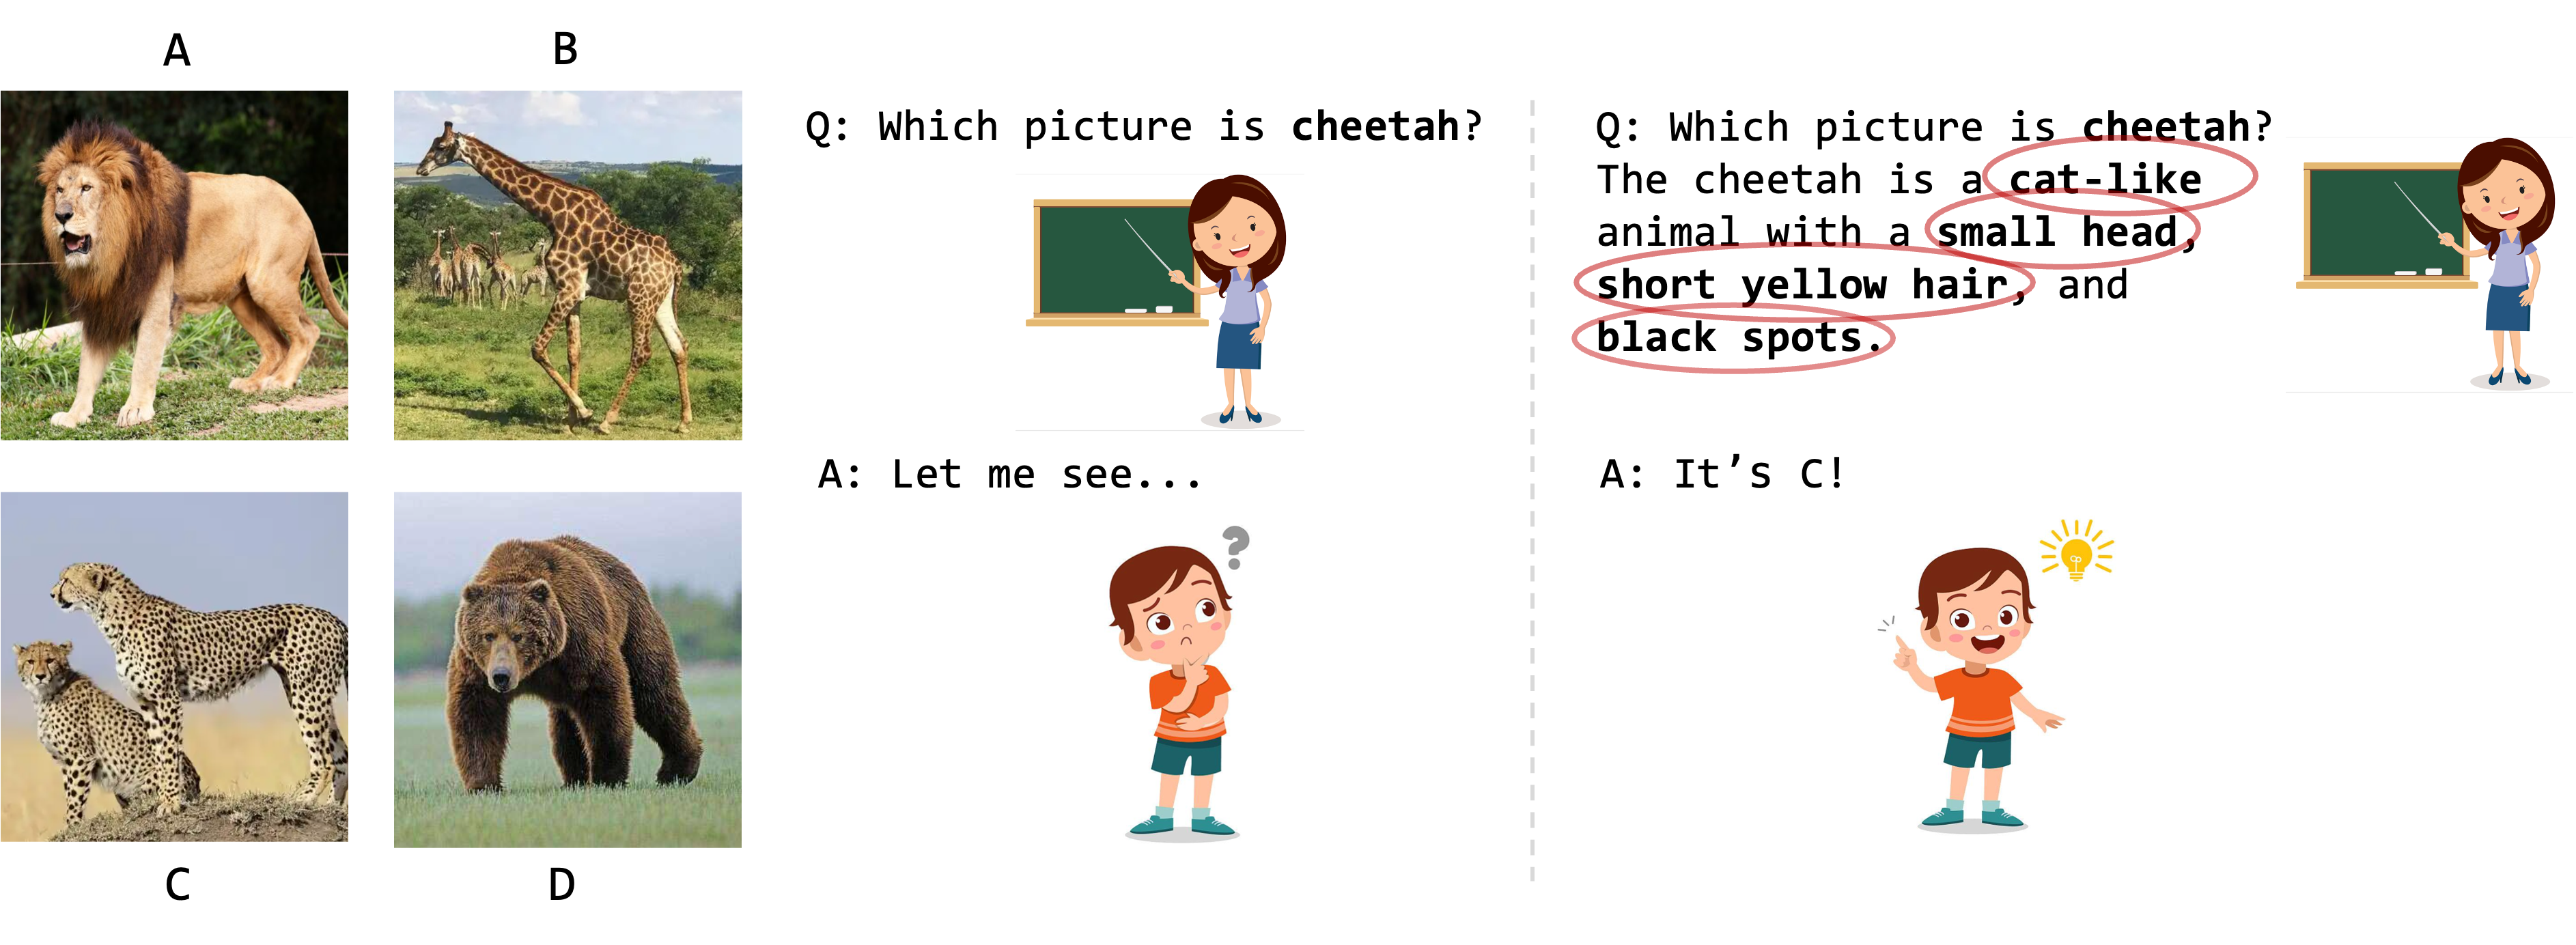 A
B
C
D
Q: Which picture is cheetah?
A: Let me see...
Q: Which picture is cheetah?
The cheetah is a cat-like
animal with a small head,
short yellow hair, and
black spots.
A: It’s C!
?